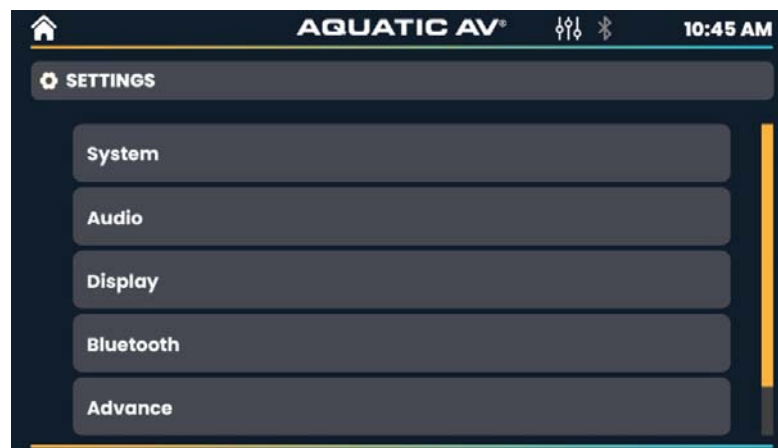 AQUATIC AV® 10:45 AM
SETTINGS
System
Audio
Display
Bluetooth
Advance